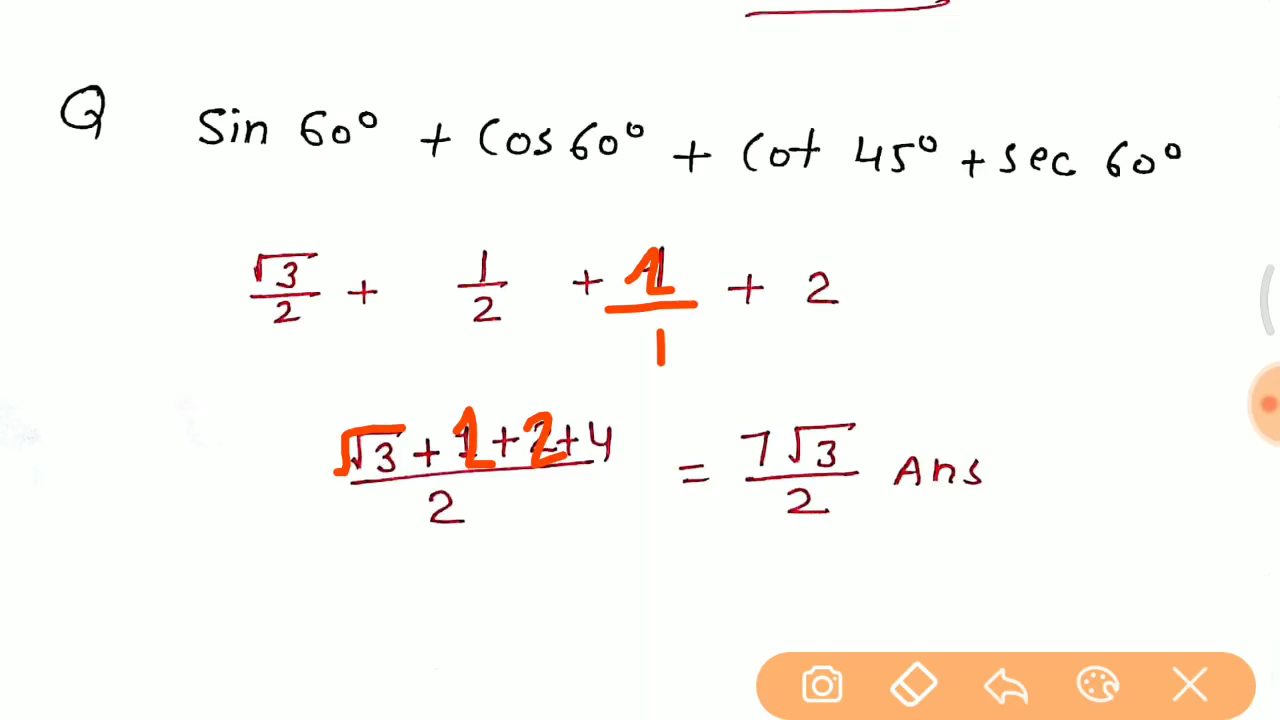 Q Sin 60° + Cos 60° + Cot 45° + sec 60°
√3/2 + 1/2 + 1/1 + 2
√3 + 1 + 2 + 4 / 2 = 7√3/2 Ans